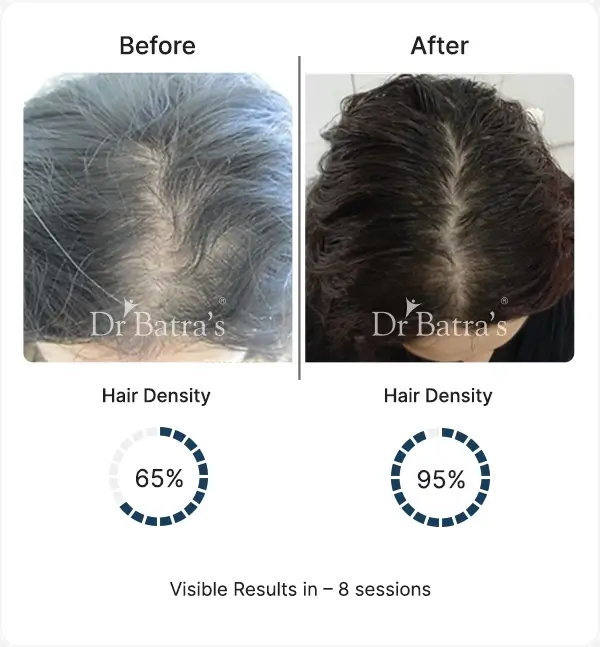 Before
After
Dr Batra's®
Dr Batra's®
Hair Density
Hair Density
65%
95%
Visible Results in – 8 sessions